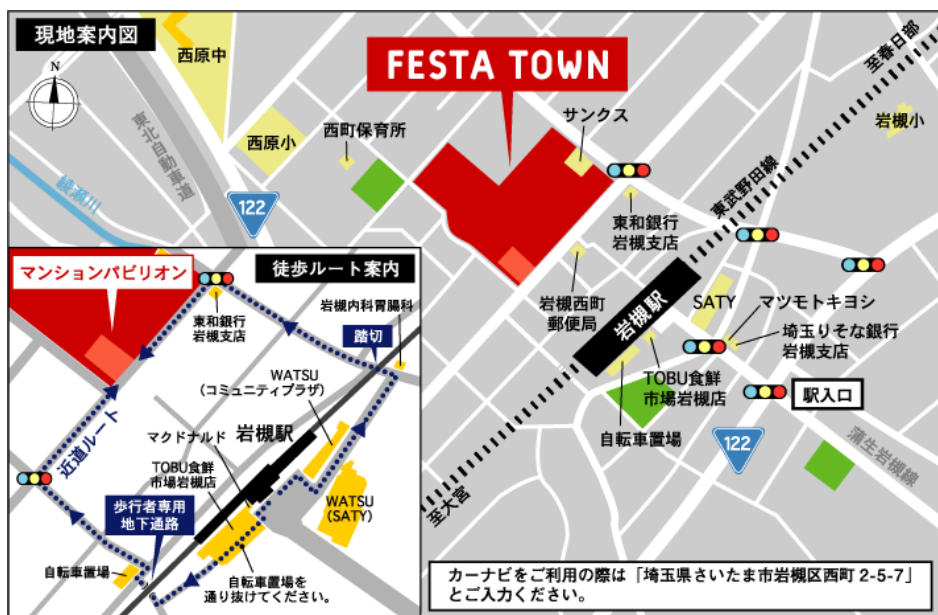 現地案内図
N
西原中
FESTA TOWN
至春日部
サンクス
岩槻小
西原小
西町保育所
東北自動車道
東武野田線
綾瀬川
122
東和銀行
岩槻支店
岩槻西町
郵便局
岩槻駅
SATY
マツモトキヨシ
埼玉りそな銀行
岩槻支店
TOBU食鮮
市場岩槻店
駅入口
自転車置場
122
蒲生岩槻線
至大宮
マンションパビリオン
徒歩ルート案内
東和銀行
岩槻支店
岩槻内科胃腸科
踏切
WATSU
(コミュニティプラザ)
マクドナルド
岩槻駅
近道ルート
TOBU食鮮
市場岩槻店
歩行者専用
地下通路
WATSU
(SATY)
自転車置場
自転車置場を
通り抜けてください。
カーナビをご利用の際は「埼玉県さいたま市岩槻区西町2-5-7」
とご入力ください。